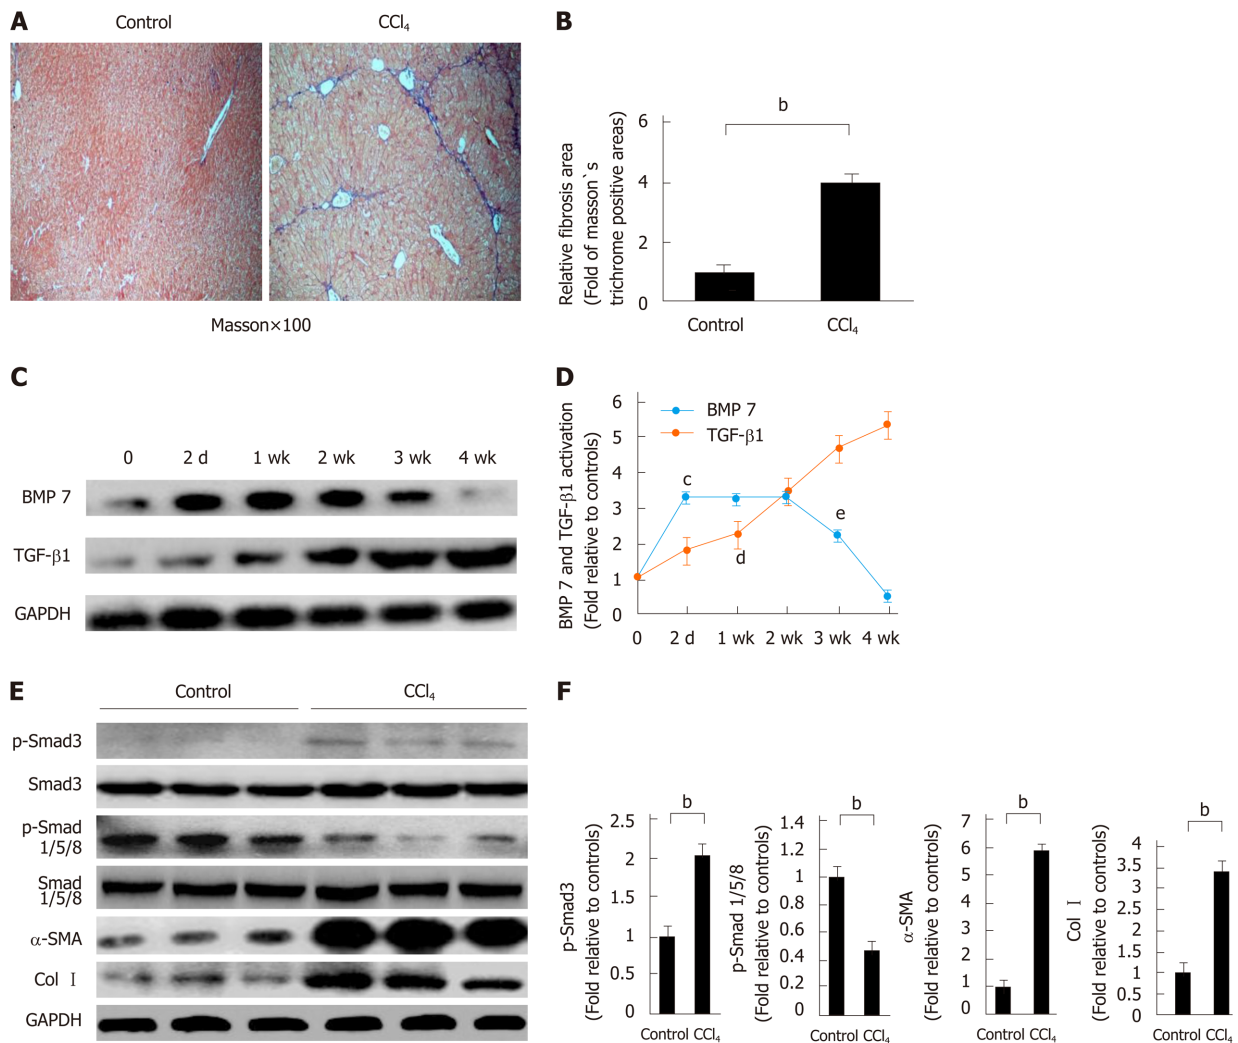 A
Control
CCl4
Masson×100
B
Relative fibrosis area
(Fold of masson`s
trichrome positive areas)
6
4
2
0
b
Control
CCl4
C
0 2 d 1 wk 2 wk 3 wk 4 wk
BMP 7
TGF-β1
GAPDH
D
BMP 7 and TGF-β1 activation
(Fold relative to controls)
6
5
4
3
2
1
0
BMP 7
TGF-β1
c
d
e
0 2 d 1 wk 2 wk 3 wk 4 wk
E
Control
CCl4
p-Smad3
Smad3
p-Smad
1/5/8
Smad
1/5/8
α-SMA
Col Ⅰ
GAPDH
F
p-Smad3
(Fold relative to controls)
2.5
2
1.5
1
0.5
0
b
Control CCl4
p-Smad 1/5/8
(Fold relative to controls)
1.4
1.2
1
0.8
0.6
0.4
0.2
0
b
Control CCl4
α-SMA
(Fold relative to controls)
7
6
5
4
3
2
1
0
b
Control CCl4
Col Ⅰ
(Fold relative to controls)
4
3.5
3
2.5
2
1.5
1
0.5
b
Control CCl4